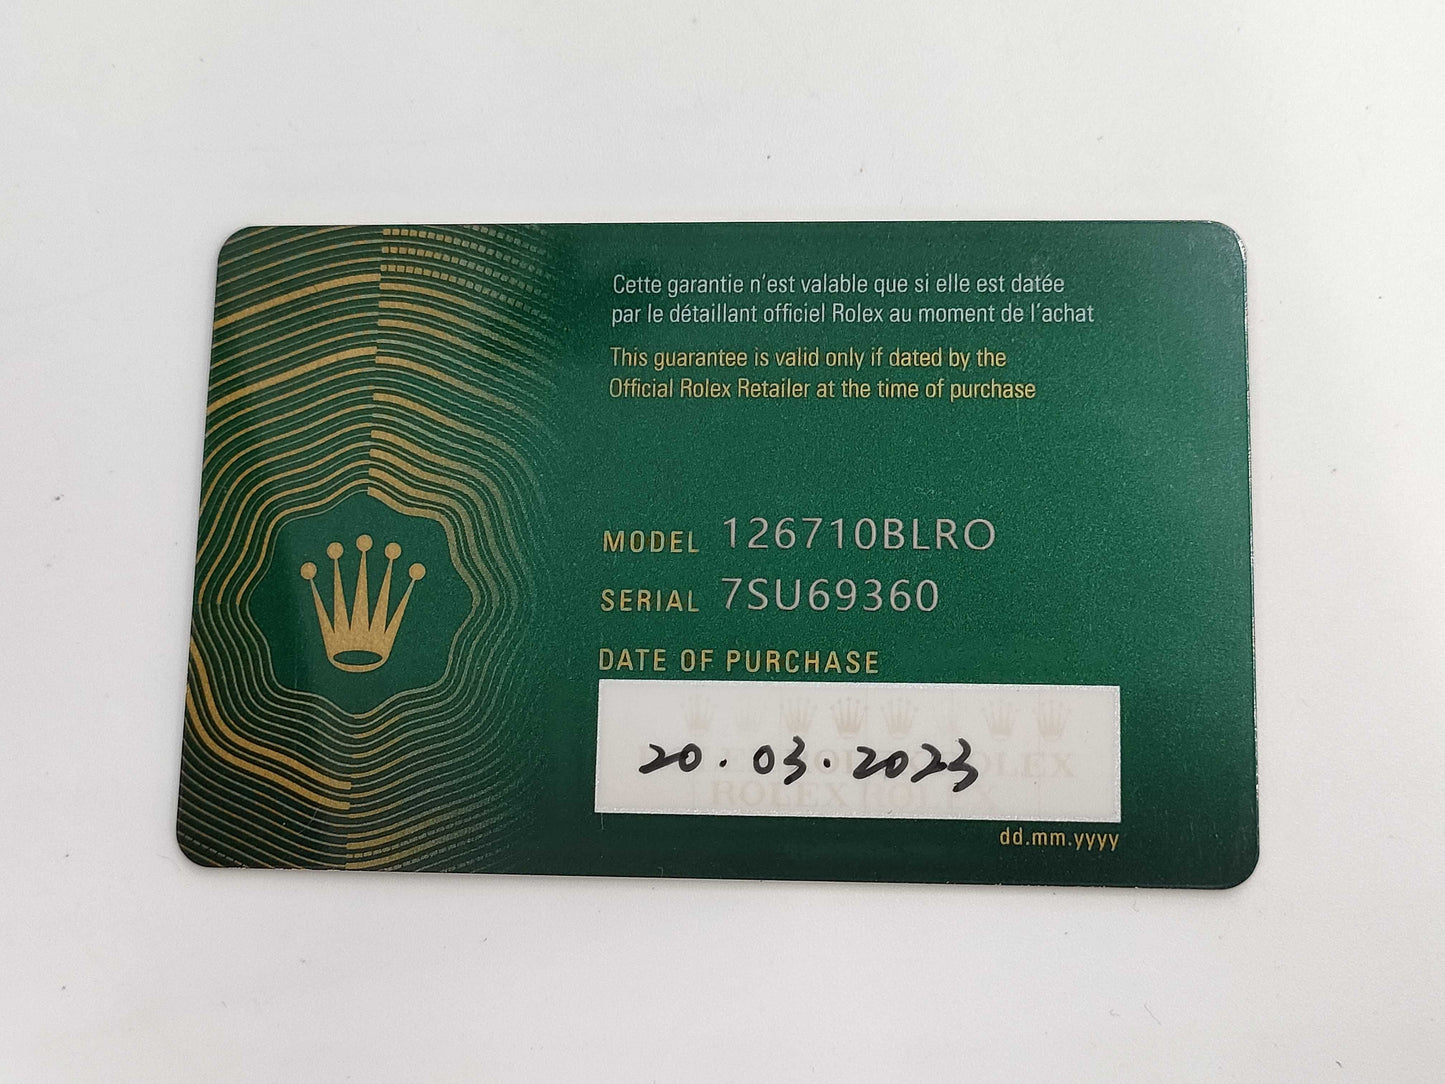 Cette garantie n'est valable que si elle est datée
par le détaillant officiel Rolex au moment de l'achat
This guarantee is valid only if dated by the
Official Rolex Retailer at the time of purchase
MODEL 126710BLRO
SERIAL 7SU69360
DATE OF PURCHASE
20.03.2023
ROLEX ROLEX
dd.mm.yyyy